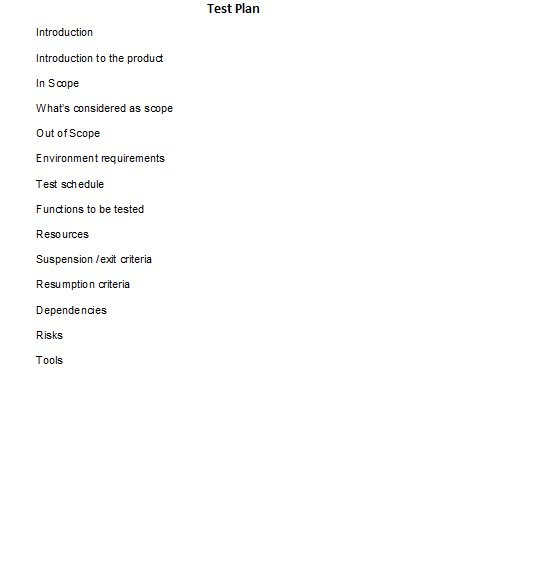 Test Plan
Introduction
Introduction to the product
In Scope
What's considered as scope
Out of Scope
Environment requirements
Test schedule
Functions to be tested
Resources
Suspension /exit criteria
Resumption criteria
Dependencies
Risks
Tools